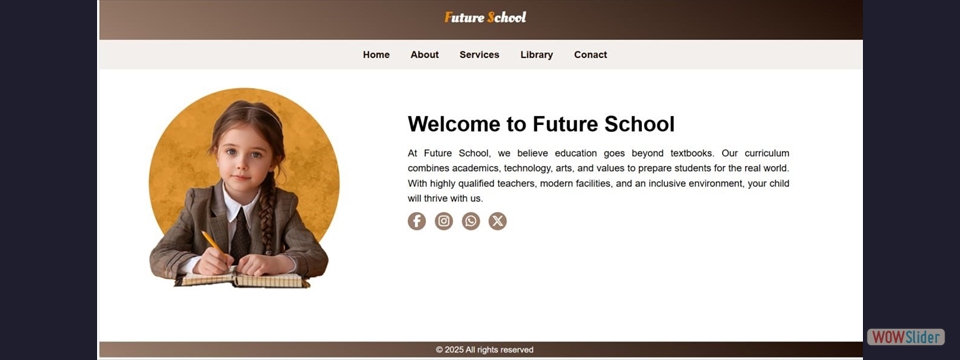 Future School
Home About Services Library Conact
Welcome to Future School
At Future School, we believe education goes beyond textbooks. Our curriculum
combines academics, technology, arts, and values to prepare students for the real world.
With highly qualified teachers, modern facilities, and an inclusive environment, your child
will thrive with us.
© 2025 All rights reserved
WOWSlider